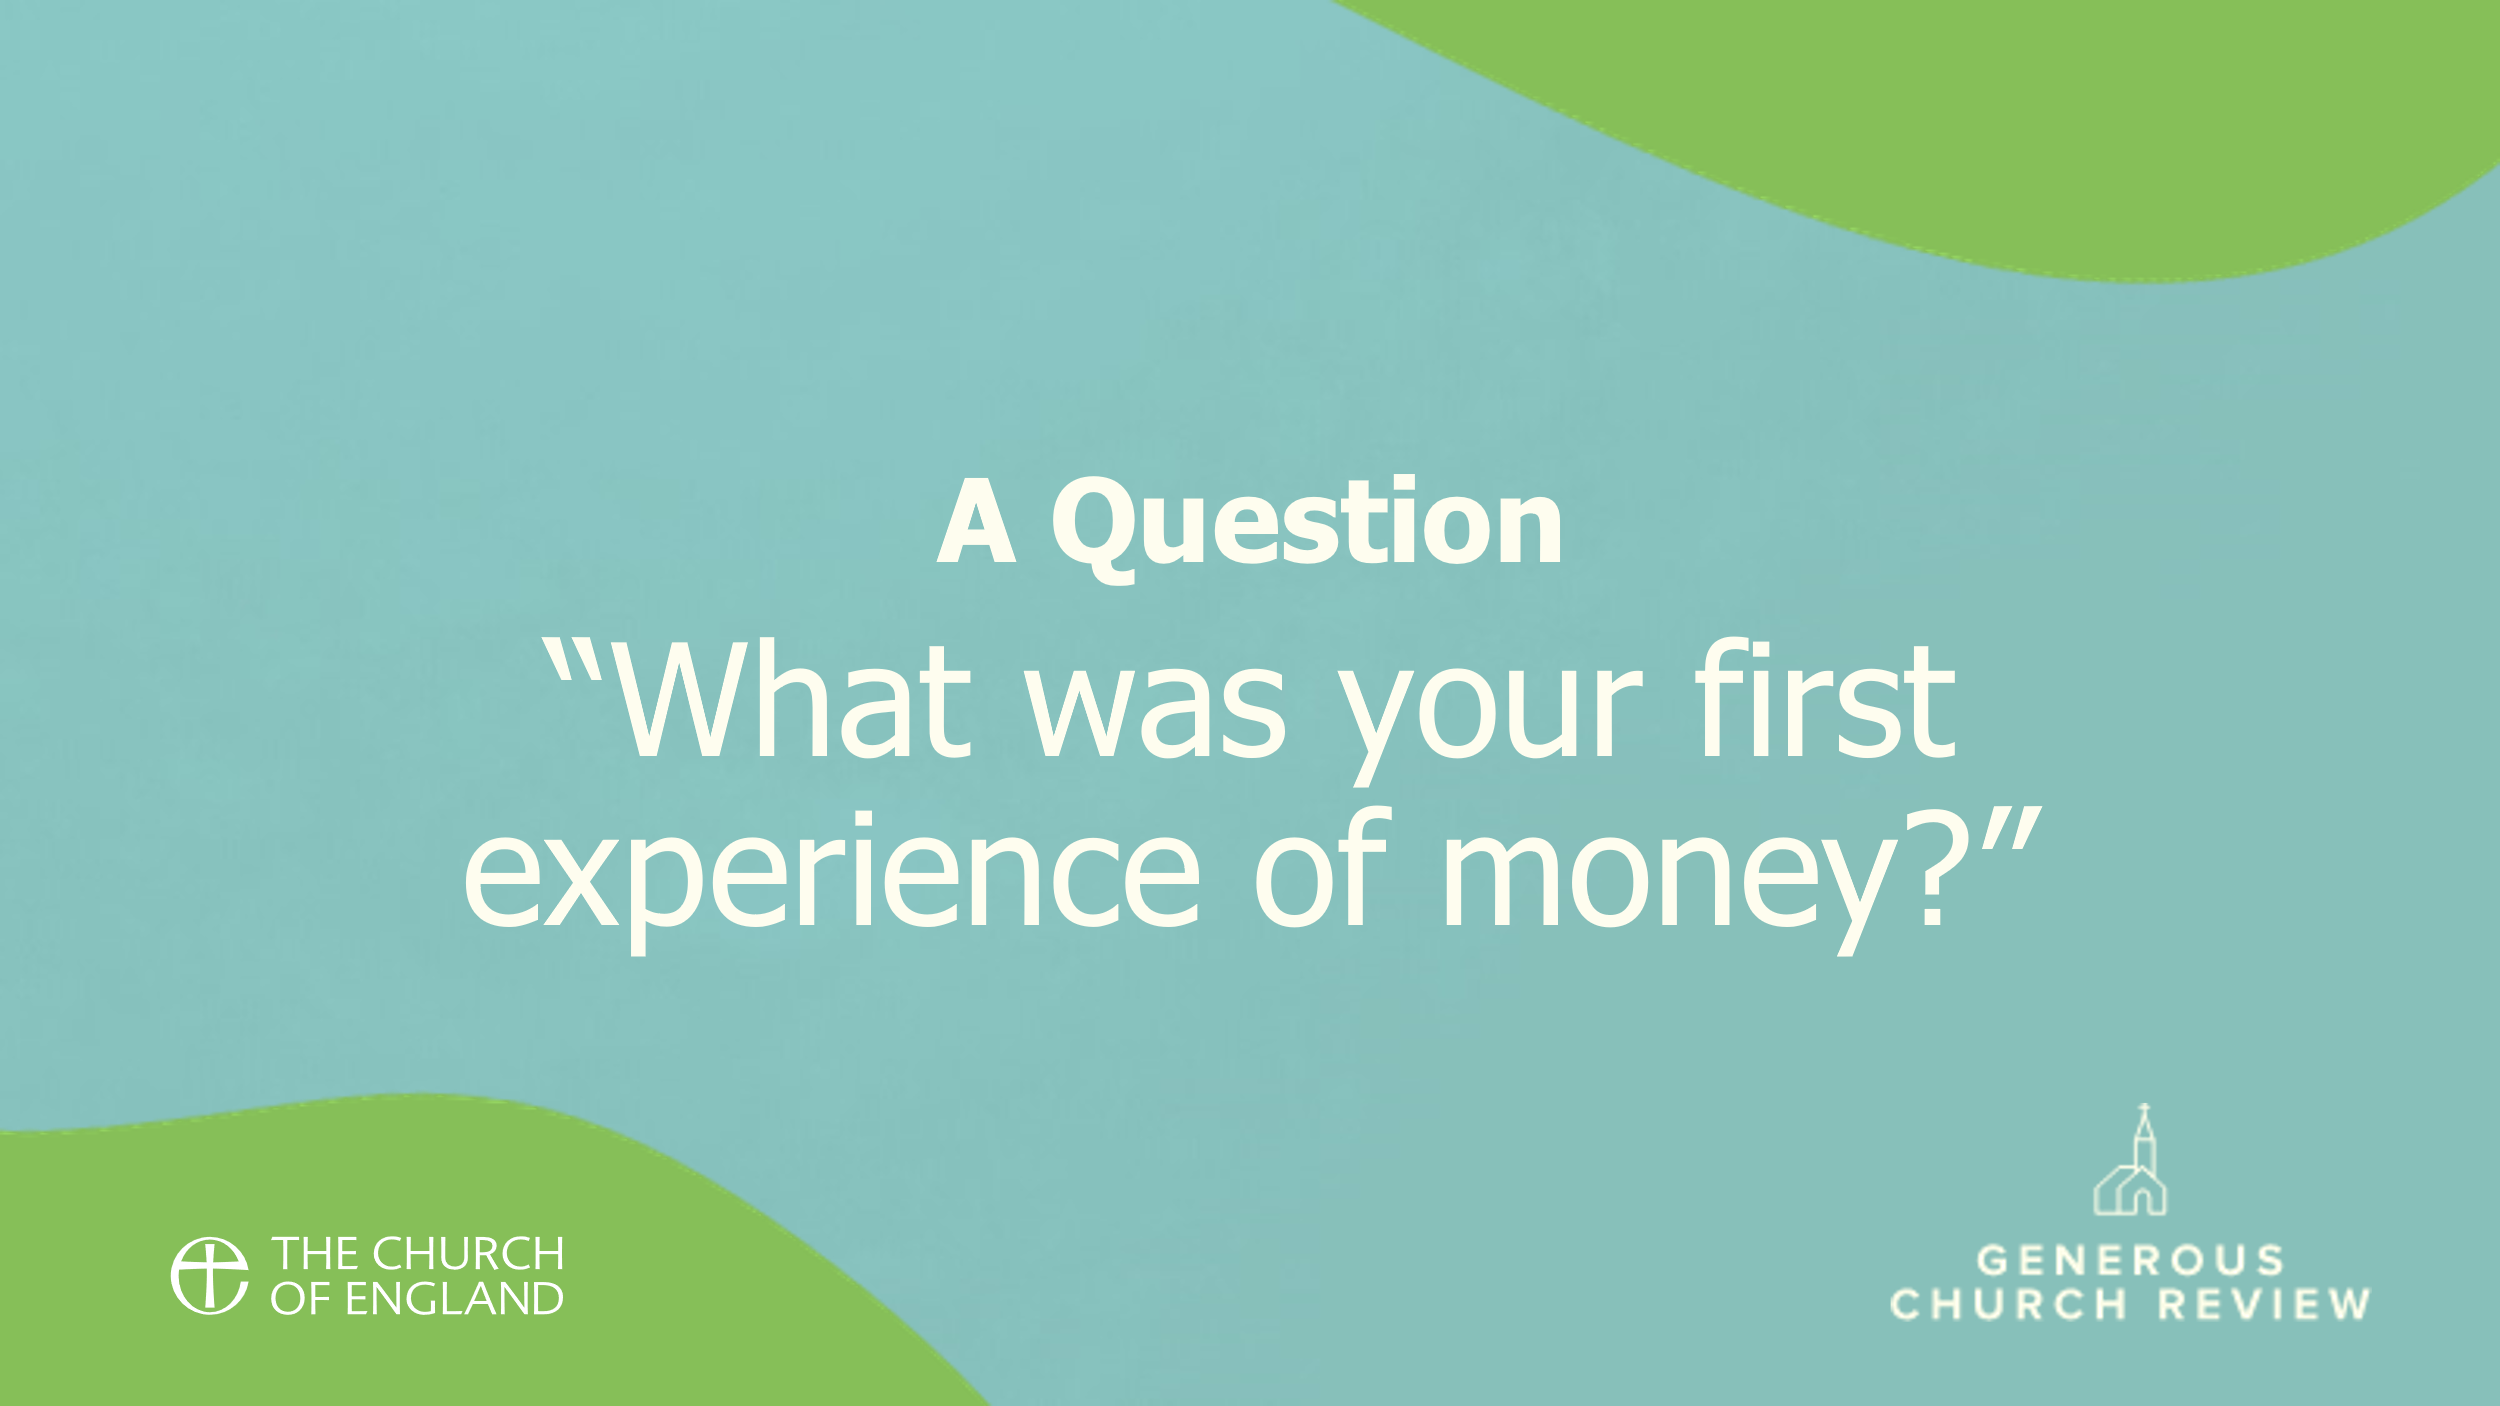 A Question
“What was your first
experience of money?”
THE CHURCH
OF ENGLAND
GENEROUS
CHURCH REVIEW